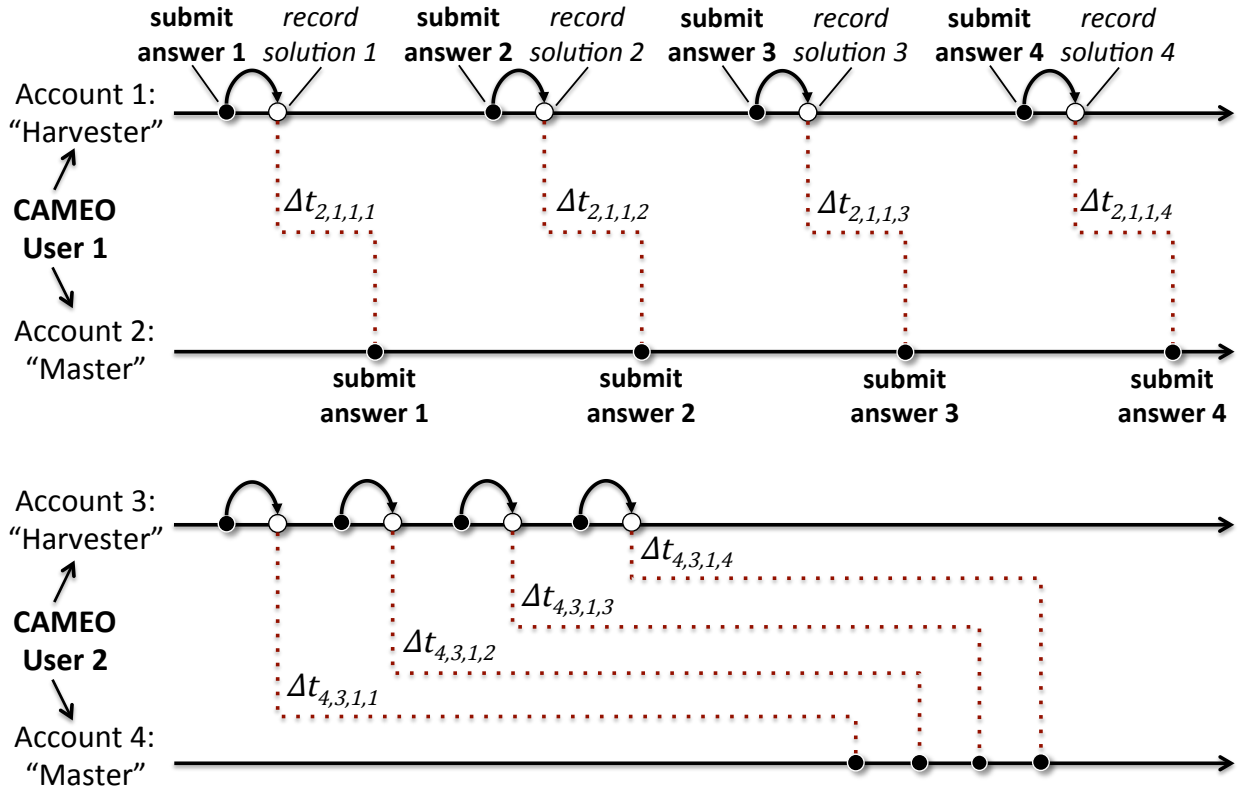 submit
answer 1
record
solution 1
submit
answer 2
record
solution 2
submit
answer 3
record
solution 3
submit
answer 4
record
solution 4
Account 1:
“Harvester”
Δt2,1,1,1
Δt2,1,1,2
Δt2,1,1,3
Δt2,1,1,4
CAMEO
User 1
Account 2:
“Master”
submit
answer 1
submit
answer 2
submit
answer 3
submit
answer 4
Account 3:
“Harvester”
Δt4,3,1,4
Δt4,3,1,3
CAMEO
User 2
Δt4,3,1,2
Δt4,3,1,1
Account 4:
“Master”